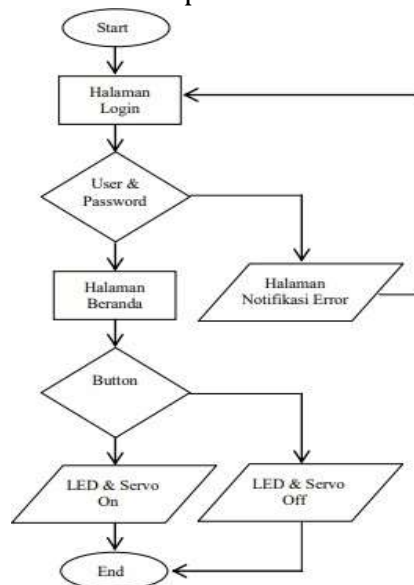 Start
Halaman
Login
User &
Password
Halaman
Beranda
Halaman
Notifikasi Error
Button
LED & Servo
On
LED & Servo
Off
End